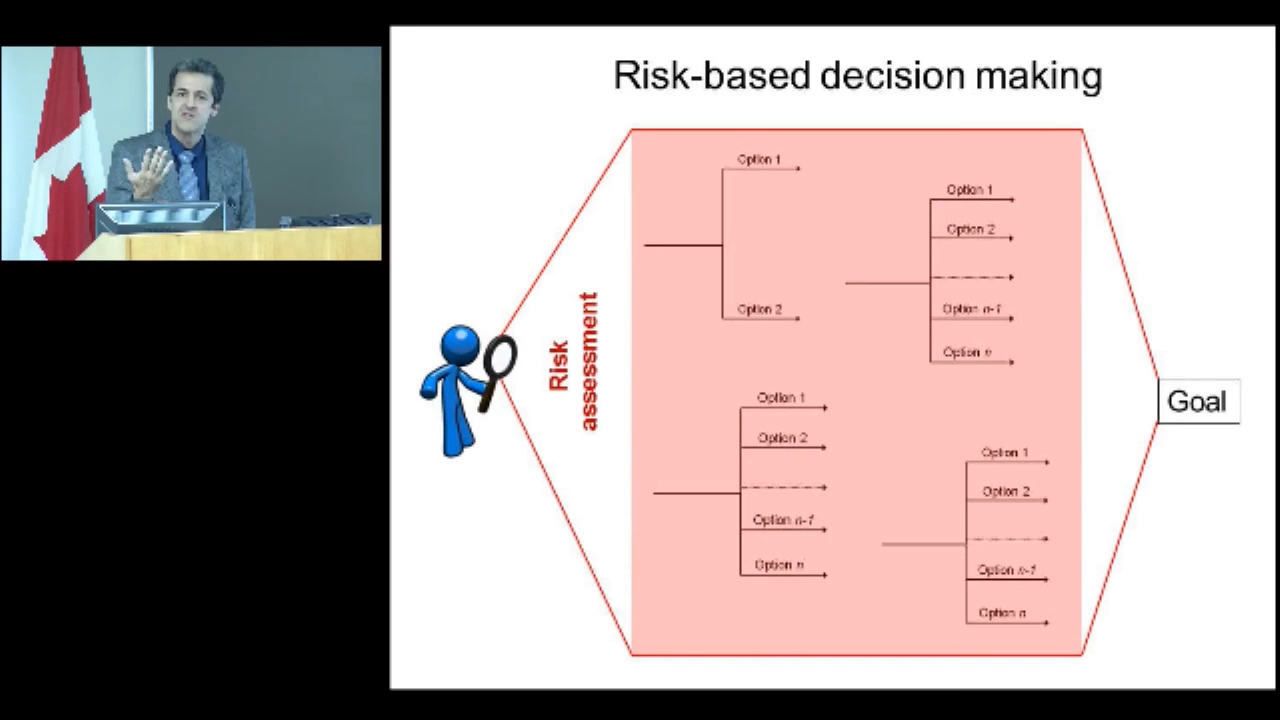 Risk-based decision making
Risk
assessment
Option 1
Option 2
Option 1
Option 2
Option n-1
Option n
Option 1
Option 2
Option n-1
Option n
Option 1
Option 2
Option n-1
Option n
Goal